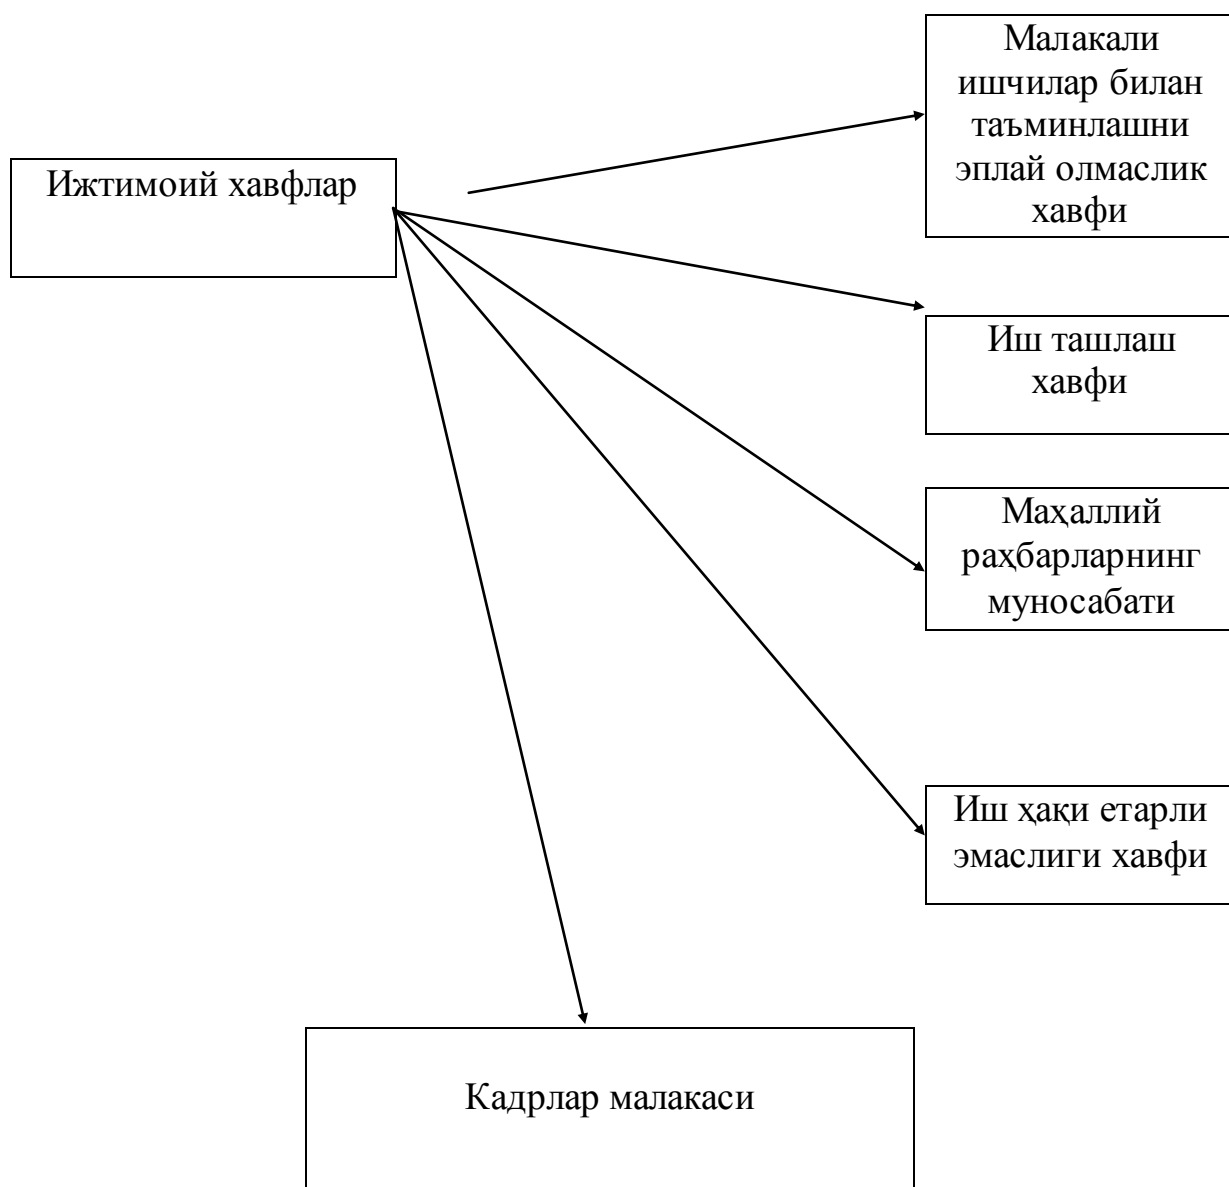 Ижтимоий хавфлар
Малакали
ишчилар билан
таъминлашни
эплай олмаслик
хавфи
Иш ташлаш
хавфи
Маҳаллий
раҳбарларнинг
муносабати
Иш ҳақи етарли
эмаслиги хавфи
Кадрлар малакаси